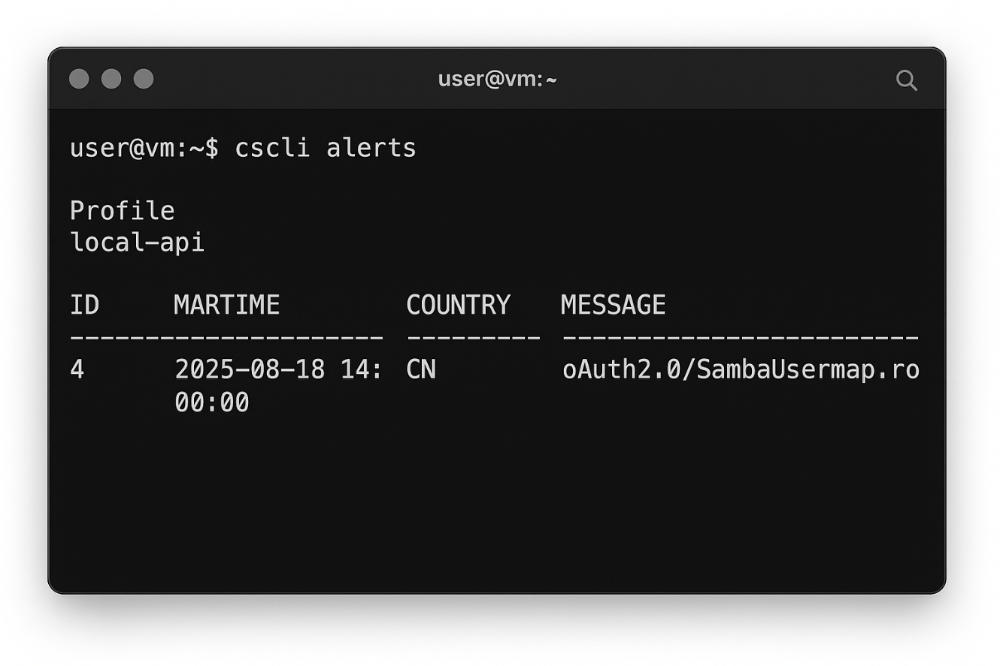 user@vm:~
user@vm:~$ cscli alerts
Profile
local-api
ID MARTIME COUNTRY MESSAGE
--------------------- --------- ------------------------
4 2025-08-18 14: CN oAuth2.0/SambaUsermap.ro
00:00